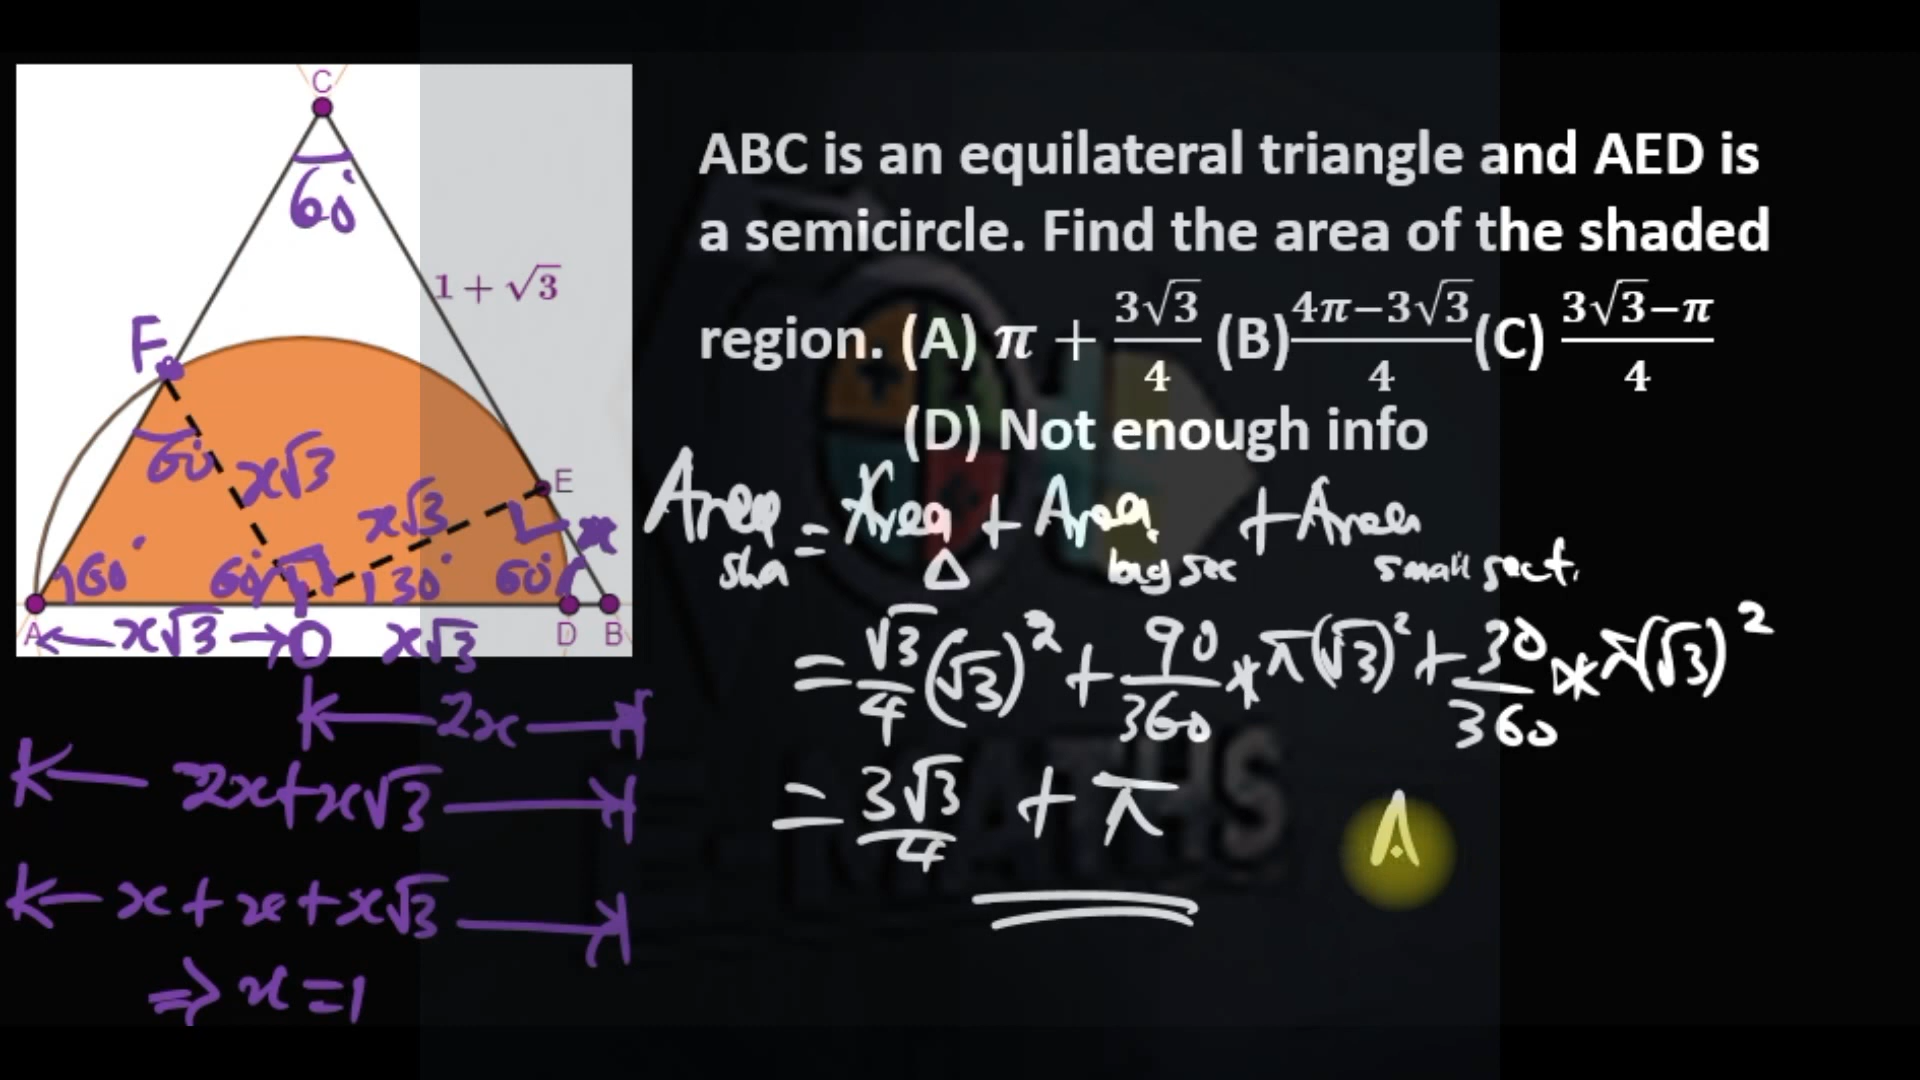 C
60°
1 + √3
F
E
60°
x√3
x√3
x
60°
60°
30°
60°
A
x√3
O
x√3
D
B
2x
2x+x√3
x+x+x√3
⇒ x=1
ABC is an equilateral triangle and AED is
a semicircle. Find the area of the shaded
region. (A) π + 3√3/4 (B) 4π−3√3/4 (C) 3√3−π/4
(D) Not enough info
Area sha = Area Δ + Area big sec + Area small sect.
= √3/4 (√3)² + 90/360 * π(√3)² + 30/360 * π(√3)²
= 3√3/4 + π
A
MATHS